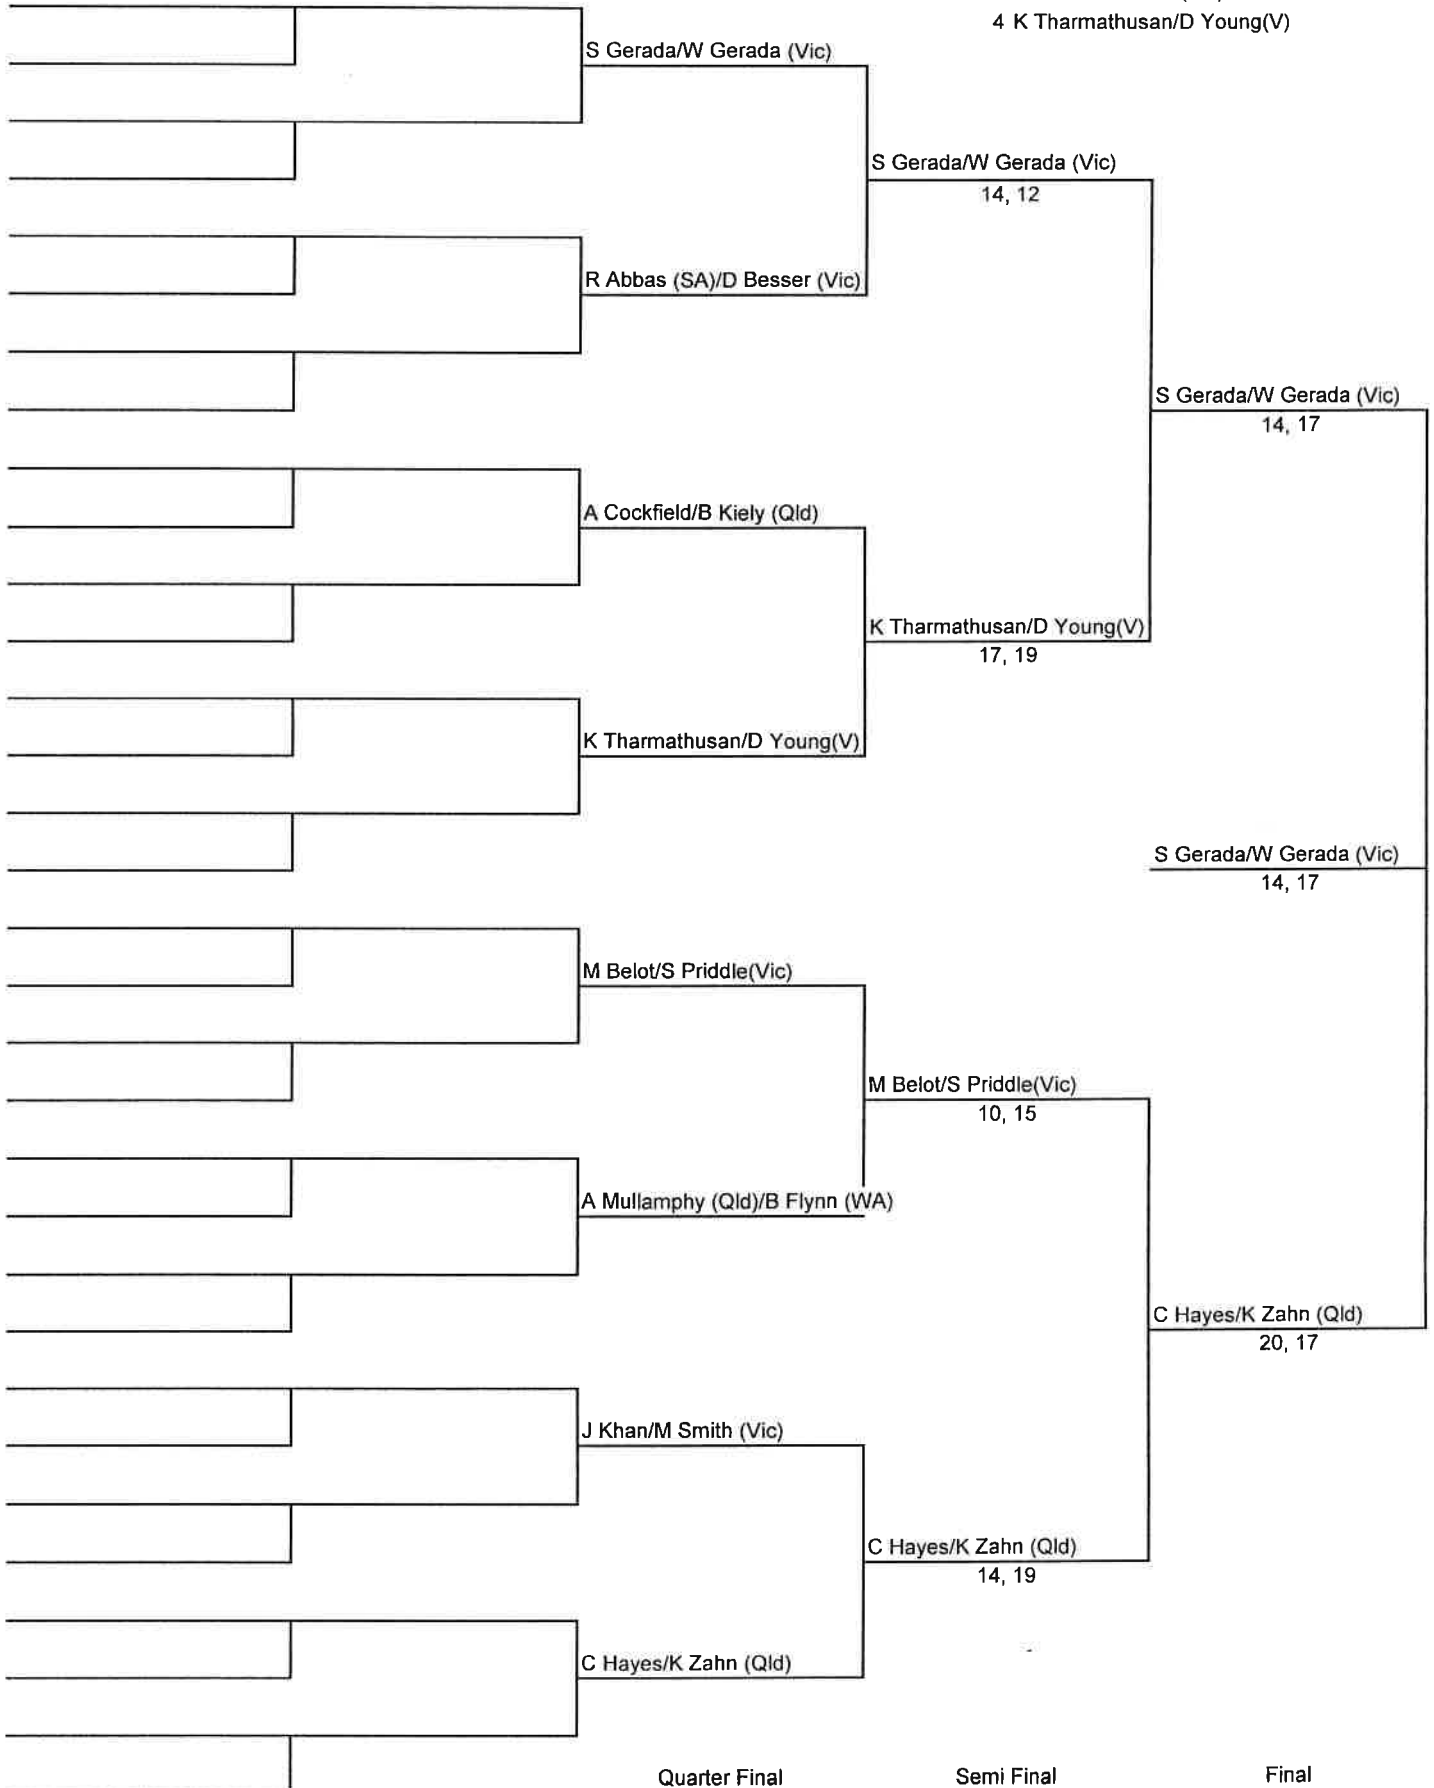 4 K Tharmathusan/D Young(V)
S Gerada/W Gerada (Vic)
S Gerada/W Gerada (Vic)
14, 12
R Abbas (SA)/D Besser (Vic)
S Gerada/W Gerada (Vic)
14, 17
A Cockfield/B Kiely (Qld)
K Tharmathusan/D Young(V)
17, 19
K Tharmathusan/D Young(V)
S Gerada/W Gerada (Vic)
14, 17
M Belot/S Priddle(Vic)
M Belot/S Priddle(Vic)
10, 15
A Mullamphy (Qld)/B Flynn (WA)
C Hayes/K Zahn (Qld)
20, 17
J Khan/M Smith (Vic)
C Hayes/K Zahn (Qld)
14, 19
C Hayes/K Zahn (Qld)
Quarter Final Semi Final Final